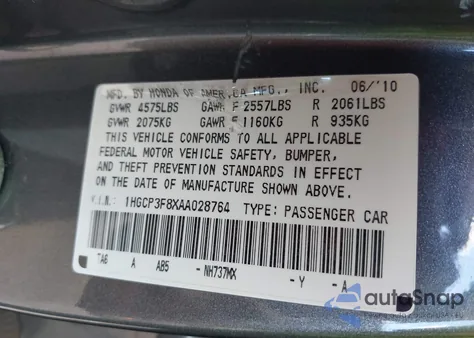 MFD. BY HONDA OF AMERICA MFG., INC. 06/'10
GVWR 4575LBS GAWR F 2557LBS R 2061LBS
GVWR 2075KG GAWR F 1160KG R 935KG
THIS VEHICLE CONFORMS TO ALL APPLICABLE
FEDERAL MOTOR VEHICLE SAFETY, BUMPER,
AND THEFT PREVENTION STANDARDS IN EFFECT
ON THE DATE OF MANUFACTURE SHOWN ABOVE.
V.I.N.: 1HGCP3F8XAA028764 TYPE: PASSENGER CAR
TA6 A AB5 - NH737MX - Y - A
autoSnap